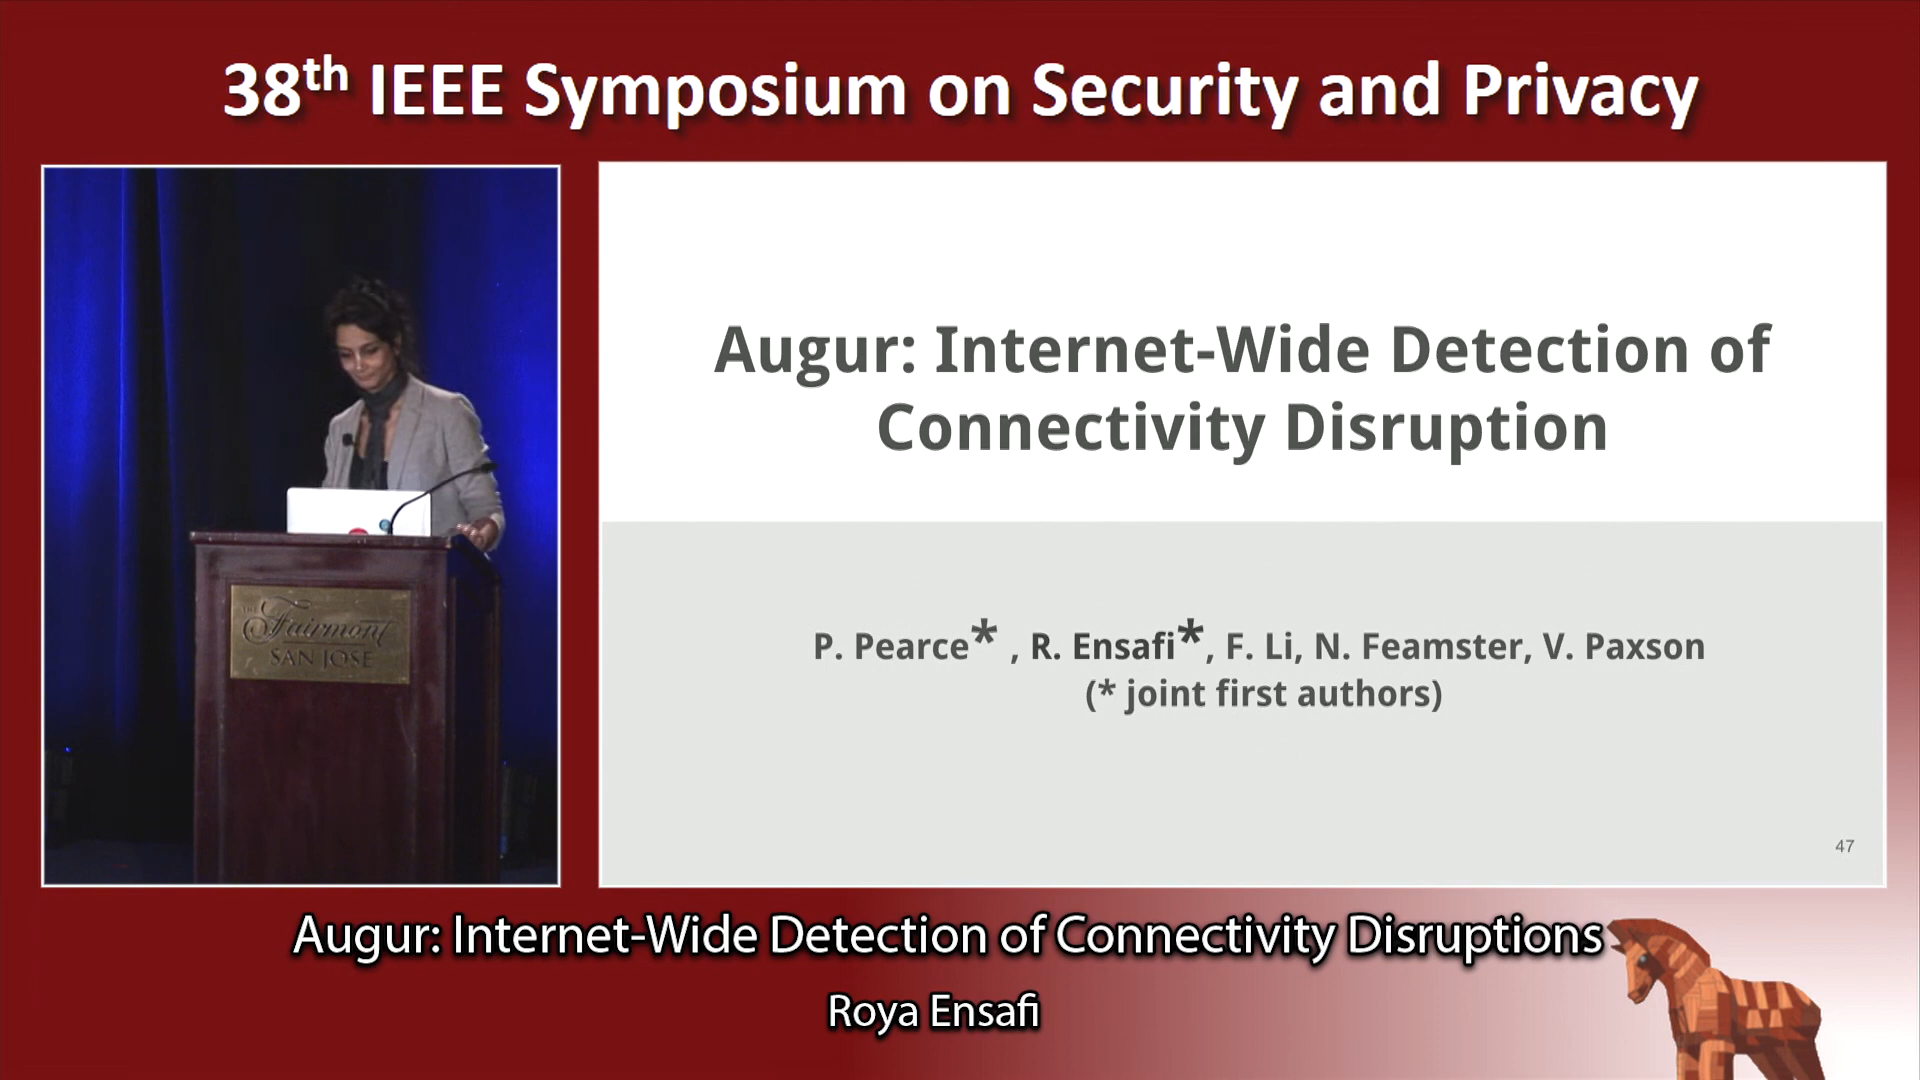 38th IEEE Symposium on Security and Privacy
Augur: Internet-Wide Detection of
Connectivity Disruption
P. Pearce* , R. Ensafi*, F. Li, N. Feamster, V. Paxson
(* joint first authors)
47
THE
Fairmont
SAN JOSE
Augur: Internet-Wide Detection of Connectivity Disruptions
Roya Ensafi